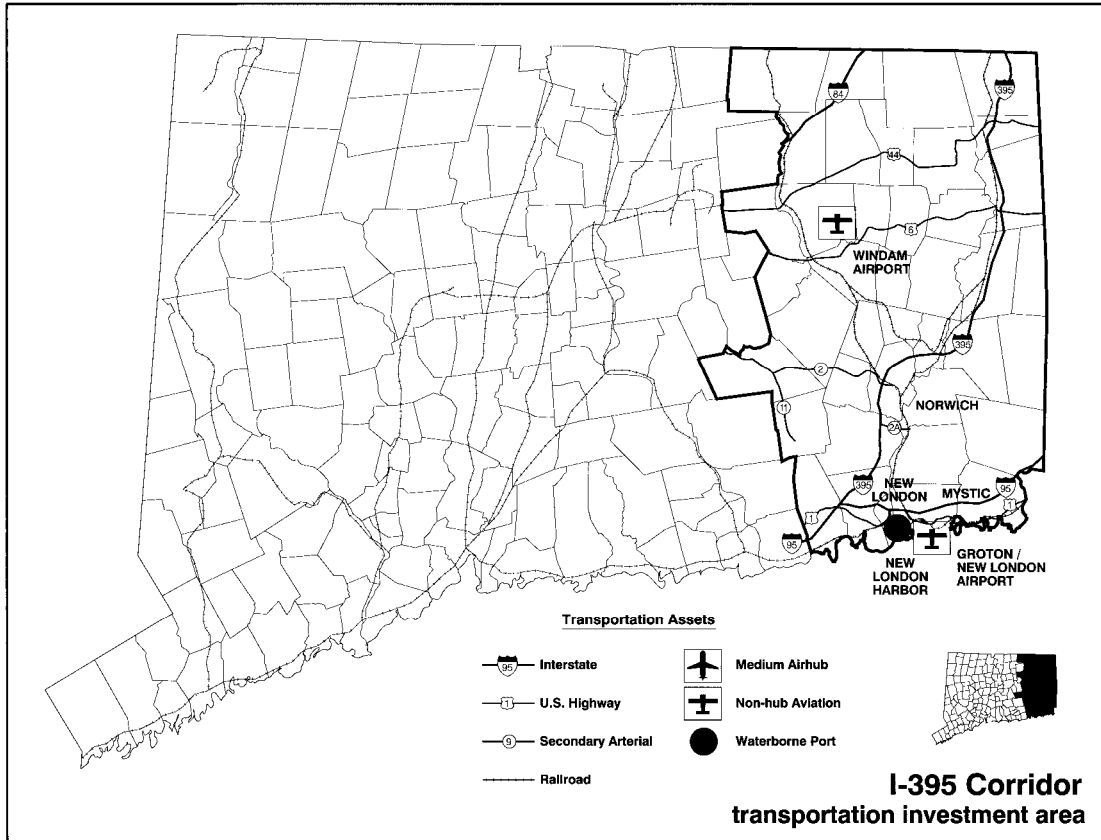 84
395
44
6
WINDAM
AIRPORT
395
2
11
NORWICH
2A
395
NEW
LONDON
MYSTIC
95
1
1
95
NEW
LONDON
HARBOR
GROTON /
NEW LONDON
AIRPORT
Transportation Assets
95 Interstate
Medium Airhub
1 U.S. Highway
Non-hub Aviation
9 Secondary Arterial
Waterborne Port
Railroad
I-395 Corridor
transportation investment area